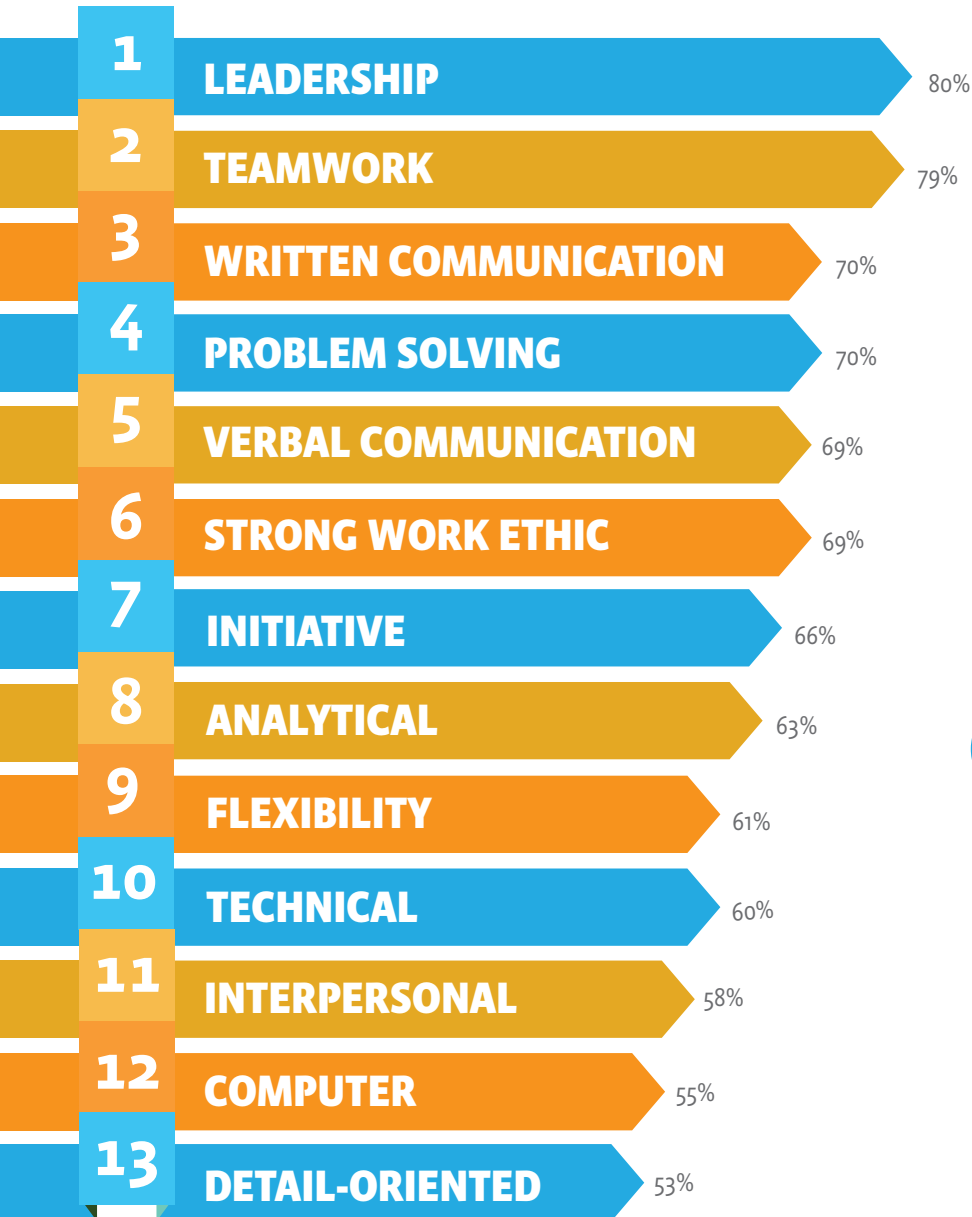 1 LEADERSHIP 80%
2 TEAMWORK 79%
3 WRITTEN COMMUNICATION 70%
4 PROBLEM SOLVING 70%
5 VERBAL COMMUNICATION 69%
6 STRONG WORK ETHIC 69%
7 INITIATIVE 66%
8 ANALYTICAL 63%
9 FLEXIBILITY 61%
10 TECHNICAL 60%
11 INTERPERSONAL 58%
12 COMPUTER 55%
13 DETAIL-ORIENTED 53%